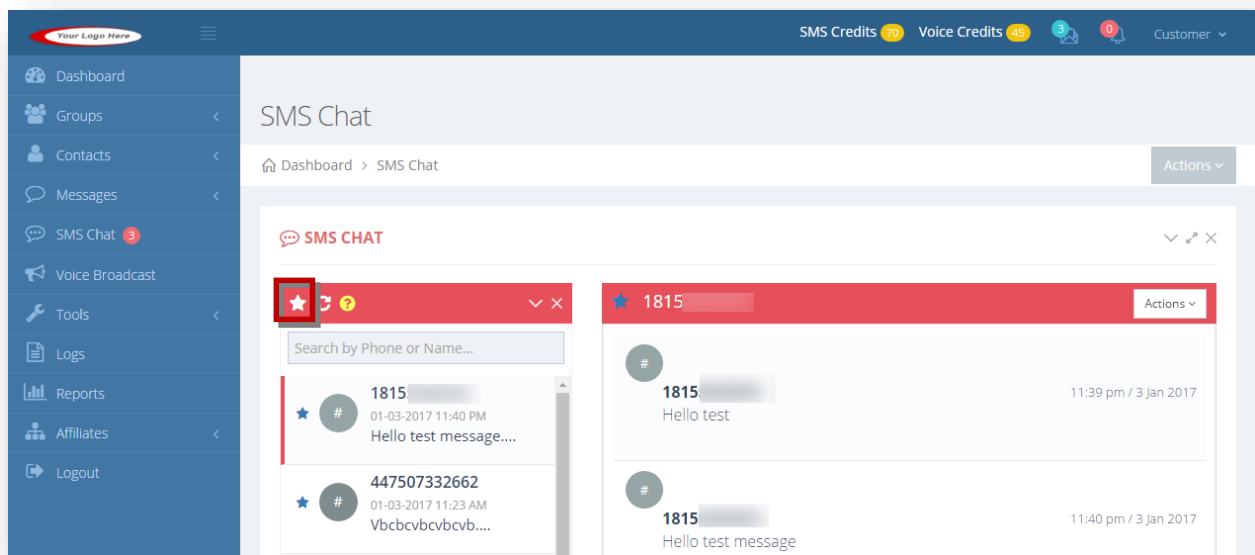 Your Logo Here
SMS Credits 70 Voice Credits 45 3 0 Customer
Dashboard
Groups
Contacts
Messages
SMS Chat 3
Voice Broadcast
Tools
Logs
Reports
Affiliates
Logout
SMS Chat
Dashboard > SMS Chat
Actions
SMS CHAT
?
Search by Phone or Name...
# 1815
01-03-2017 11:40 PM
Hello test message....
# 447507332662
01-03-2017 11:23 AM
Vbcbcvbcvbcvb....
1815 Actions
#
1815 11:39 pm / 3 Jan 2017
Hello test
#
1815 11:40 pm / 3 Jan 2017
Hello test message